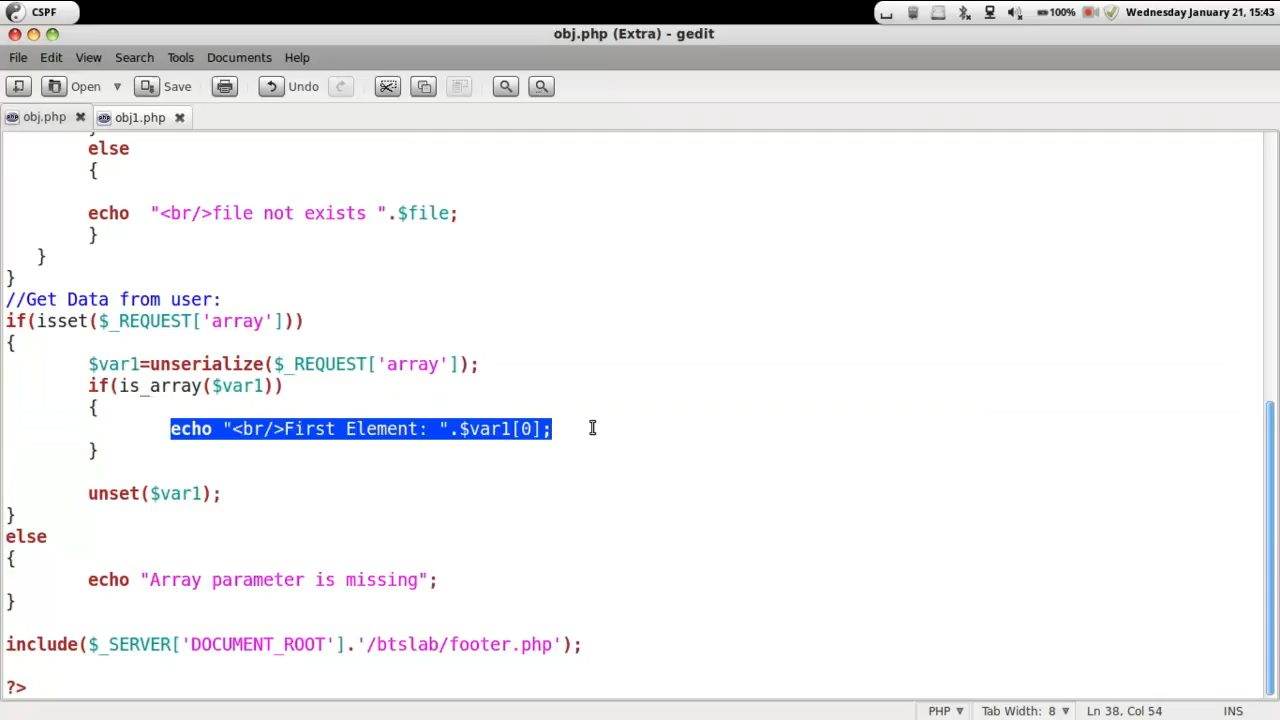 CSPF
100%
Wednesday January 21, 15:43
obj.php (Extra) - gedit
File Edit View Search Tools Documents Help
Open Save Undo
obj.php obj1.php
}
else
{
echo "<br/>file not exists ".$file;
}
}
}
//Get Data from user:
if(isset($_REQUEST['array']))
{
$var1=unserialize($_REQUEST['array']);
if(is_array($var1))
{
echo "<br/>First Element: ".$var1[0];
}
unset($var1);
}
else
{
echo "Array parameter is missing";
}
include($_SERVER['DOCUMENT_ROOT'].'/btslab/footer.php');
?>
PHP Tab Width: 8 Ln 38, Col 54 INS